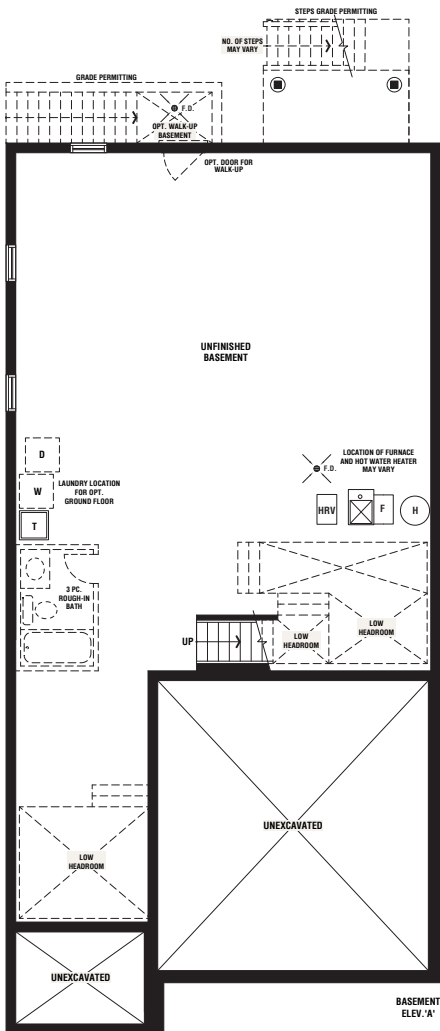 STEPS GRADE PERMITTING
NO. OF STEPS
MAY VARY
GRADE PERMITTING
F.D.
OPT. WALK-UP
BASEMENT
OPT. DOOR FOR
WALK-UP
UNFINISHED
BASEMENT
D
W
T
LAUNDRY LOCATION
FOR OPT.
GROUND FLOOR
LOCATION OF FURNACE
AND HOT WATER HEATER
MAY VARY
F.D.
HRV
F
H
3 PC.
ROUGH-IN
BATH
UP
LOW
HEADROOM
LOW
HEADROOM
UNEXCAVATED
LOW
HEADROOM
UNEXCAVATED
BASEMENT
ELEV.'A'